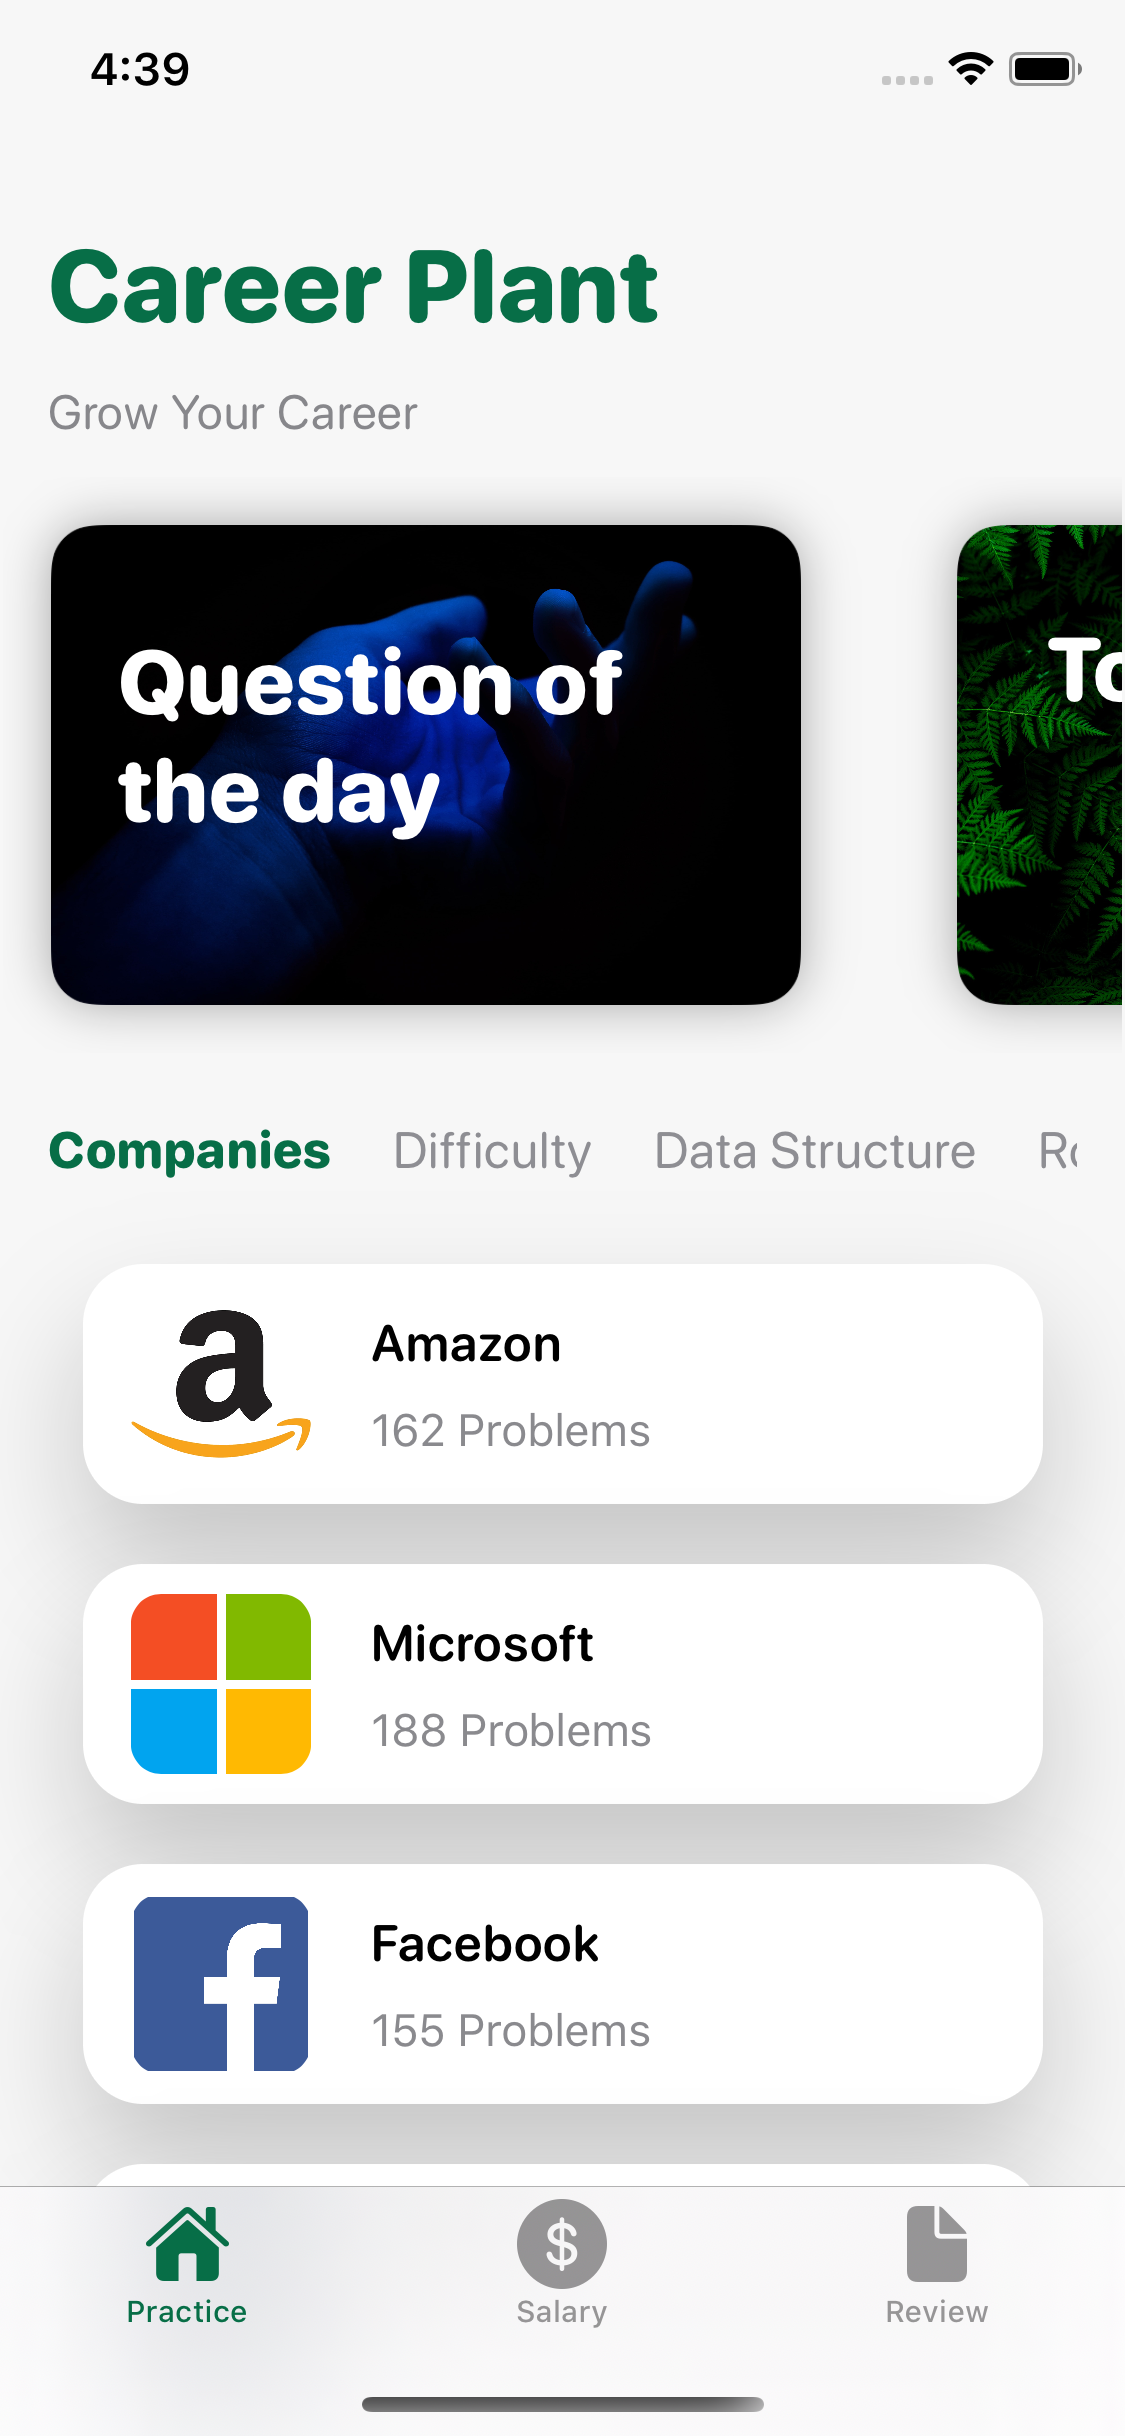 4:39
Career Plant
Grow Your Career
Question of
the day
Companies Difficulty Data Structure
Amazon
162 Problems
Microsoft
188 Problems
Facebook
155 Problems
Practice Salary Review